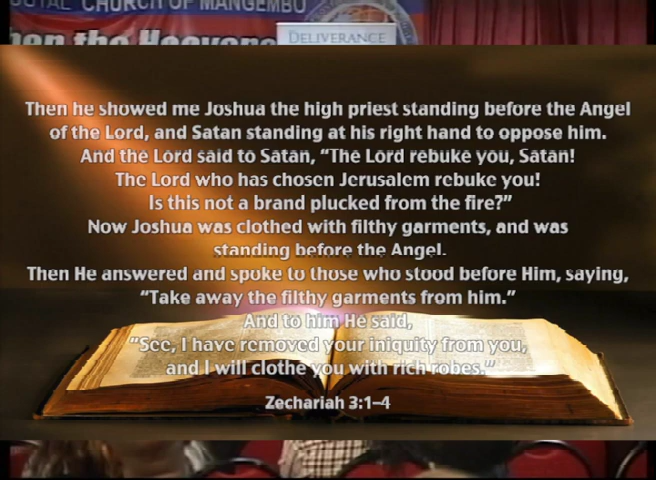 CHURCH OF MANGEMBO
the Heavens
DELIVERANCE
Then he showed me Joshua the high priest standing before the Angel
of the Lord, and Satan standing at his right hand to oppose him.
And the Lord said to Satan, “The Lord rebuke you, Satan!
The Lord who has chosen Jerusalem rebuke you!
Is this not a brand plucked from the fire?”
Now Joshua was clothed with filthy garments, and was
standing before the Angel.
Then He answered and spoke to those who stood before Him, saying,
“Take away the filthy garments from him.”
And to him He said,
“See, I have removed your iniquity from you,
and I will clothe you with rich robes.”
Zechariah 3:1–4